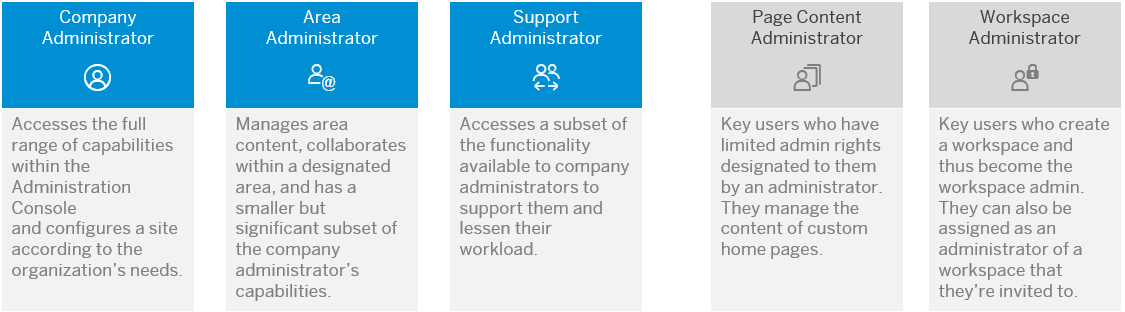 Company
Administrator
Accesses the full
range of capabilities
within the
Administration
Console
and configures a site
according to the
organization's needs.
Area
Administrator
@
Manages area
content, collaborates
within a designated
area, and has a
smaller but
significant subset of
the company
administrator's
capabilities.
Support
Administrator
Accesses a subset of
the functionality
available to company
administrators to
support them and
lessen their
workload.
Page Content
Administrator
Key users who have
limited admin rights
designated to them
by an administrator.
They manage the
content of custom
home pages.
Workspace
Administrator
Key users who create
a workspace and
thus become the
workspace admin.
They can also be
assigned as an
administrator of a
workspace that
they're invited to.